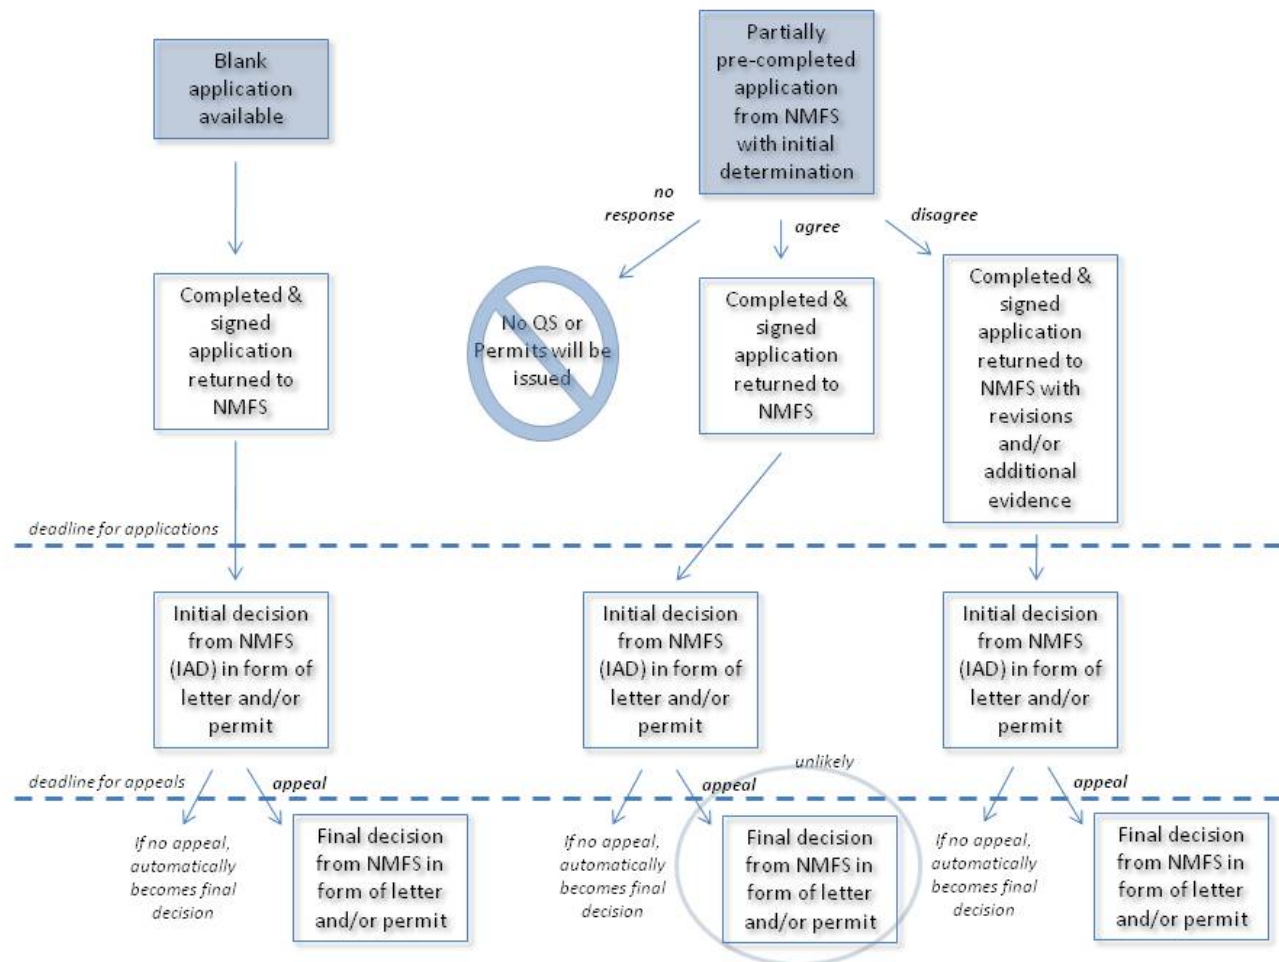 Blank
application
available
Partially
pre-completed
application
from NMFS
with initial
determination
no
response
agree
disagree
Completed &
signed
application
returned to
NMFS
No QS or
Permits will be
issued
Completed &
signed
application
returned to
NMFS
Completed &
signed
application
returned to
NMFS with
revisions
and/or
additional
evidence
deadline for applications
Initial decision
from NMFS
(IAD) in form of
letter and/or
permit
Initial decision
from NMFS
(IAD) in form of
letter and/or
permit
Initial decision
from NMFS
(IAD) in form of
letter and/or
permit
deadline for appeals
appeal
unlikely
appeal
appeal
If no appeal,
automatically
becomes final
decision
Final decision
from NMFS in
form of letter
and/or permit
If no appeal,
automatically
becomes final
decision
Final decision
from NMFS in
form of letter
and/or permit
If no appeal,
automatically
becomes final
decision
Final decision
from NMFS in
form of letter
and/or permit